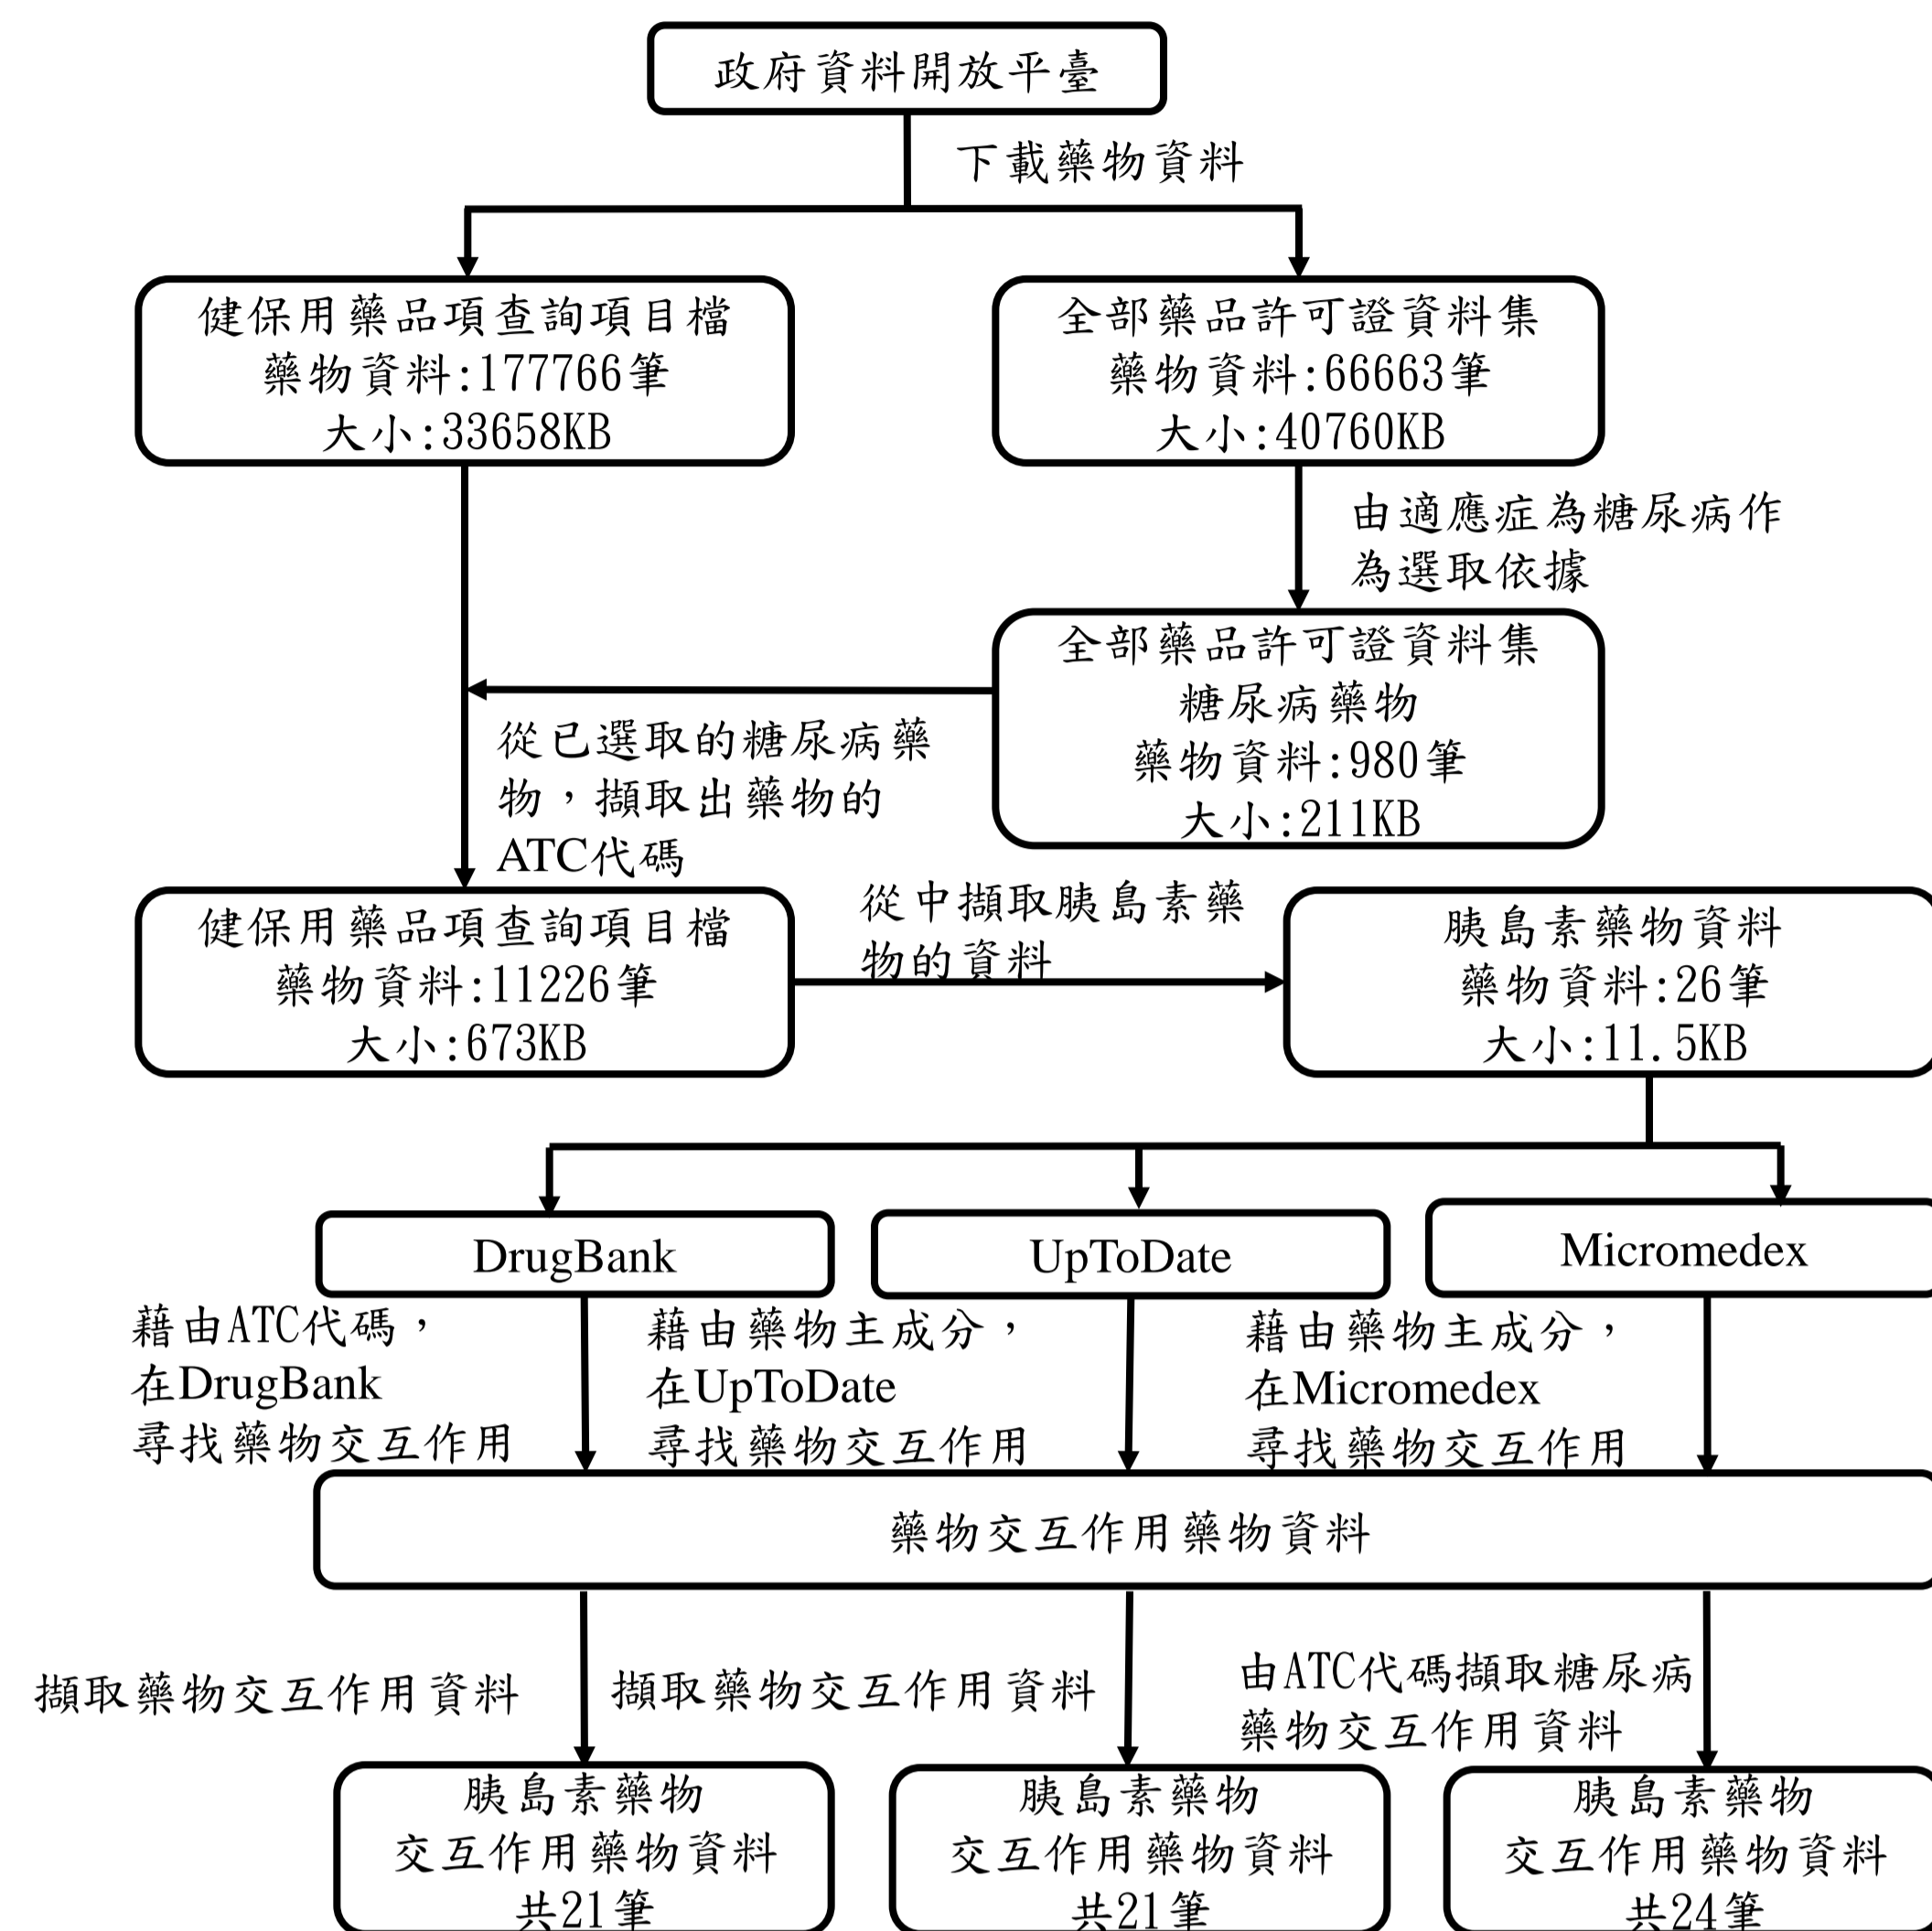 政府資料開放平臺
下載藥物資料
健保用藥品項查詢項目檔
藥物資料:177766筆
大小:33658KB
全部藥品許可證資料集
藥物資料:66663筆
大小:40760KB
由適應症為糖尿病作
為選取依據
全部藥品許可證資料集
糖尿病藥物
藥物資料:980筆
大小:211KB
從已選取的糖尿病藥
物，擷取出藥物的
ATC代碼
健保用藥品項查詢項目檔
藥物資料:11226筆
大小:673KB
從中擷取胰島素藥
物的資料
胰島素藥物資料
藥物資料:26筆
大小:11.5KB
DrugBank
UpToDate
Micromedex
藉由ATC代碼，
在DrugBank
尋找藥物交互作用
藉由藥物主成分，
在UpToDate
尋找藥物交互作用
藉由藥物主成分，
在Micromedex
尋找藥物交互作用
藥物交互作用藥物資料
擷取藥物交互作用資料
擷取藥物交互作用資料
由ATC代碼擷取糖尿病
藥物交互作用資料
胰島素藥物
交互作用藥物資料
共21筆
胰島素藥物
交互作用藥物資料
共21筆
胰島素藥物
交互作用藥物資料
共24筆